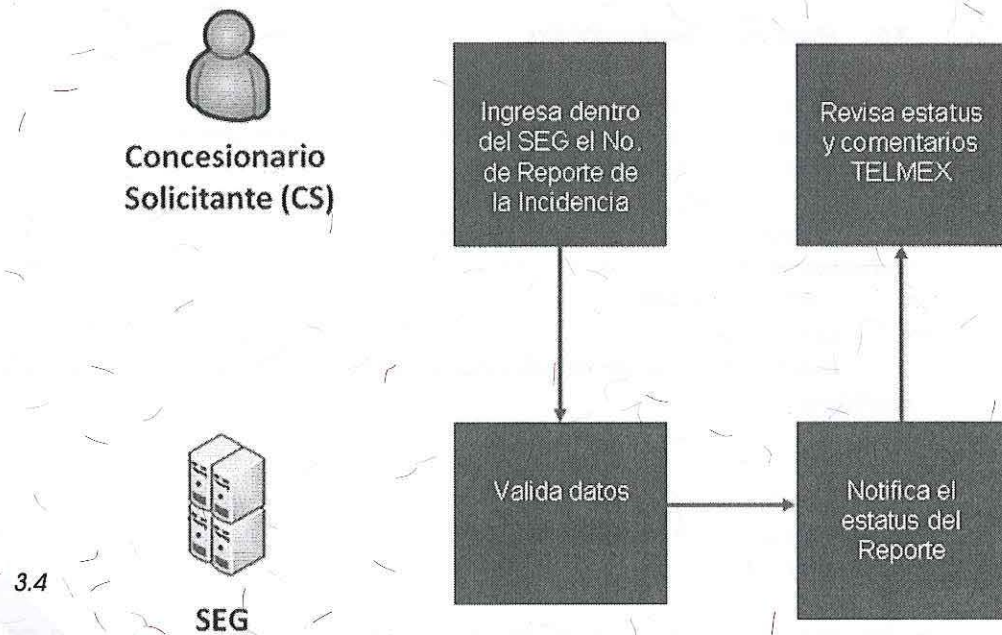 Concesionario
Solicitante (CS)
Ingresa dentro
del SEG el No.
de Reporte de
la Incidencia
Revisa estatus
y comentarios
TELMEX
Valida datos
Notifica el
estatus del
Reporte
3.4
SEG